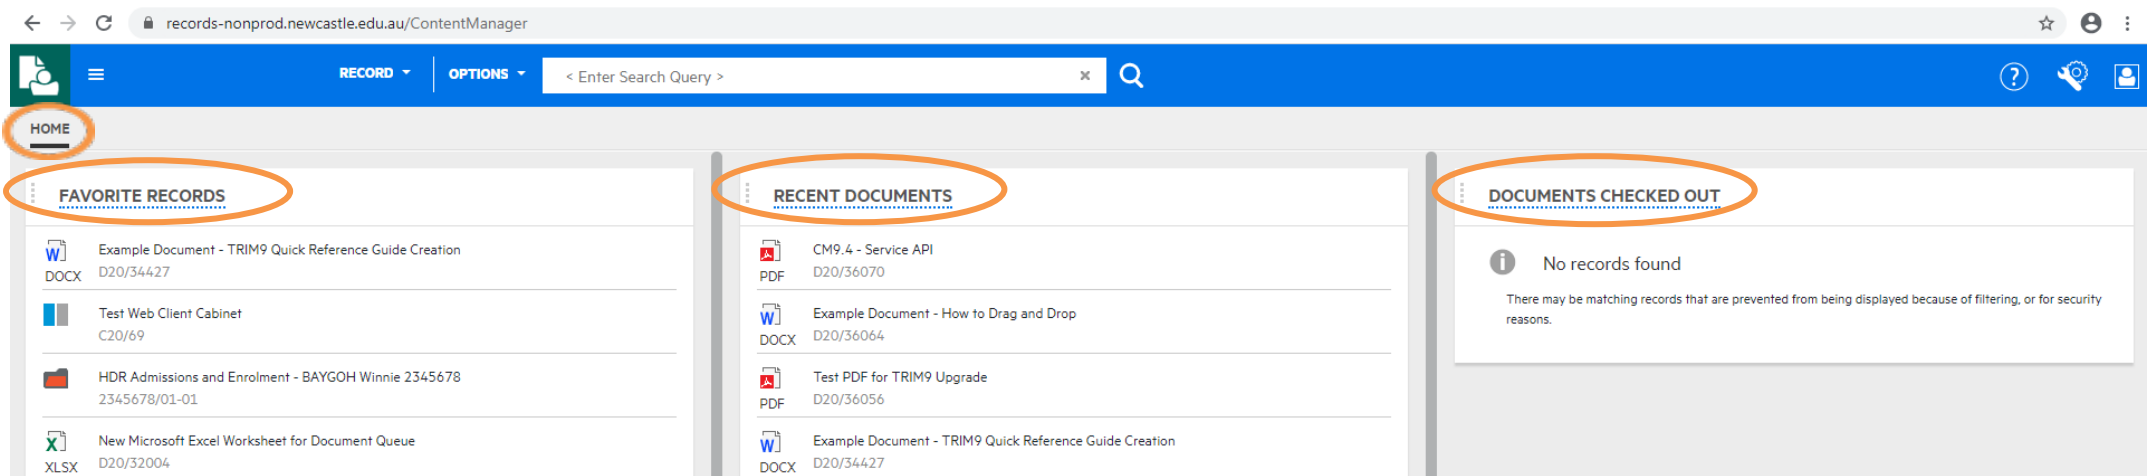 records-nonprod.newcastle.edu.au/ContentManager
RECORD OPTIONS < Enter Search Query >
HOME
FAVORITE RECORDS
Example Document - TRIM9 Quick Reference Guide Creation
DOCX D20/34427
Test Web Client Cabinet
C20/69
HDR Admissions and Enrolment - BAYGOH Winnie 2345678
2345678/01-01
New Microsoft Excel Worksheet for Document Queue
XLSX D20/32004
RECENT DOCUMENTS
CM9.4 - Service API
PDF D20/36070
Example Document - How to Drag and Drop
DOCX D20/36064
Test PDF for TRIM9 Upgrade
PDF D20/36056
Example Document - TRIM9 Quick Reference Guide Creation
DOCX D20/34427
DOCUMENTS CHECKED OUT
No records found
There may be matching records that are prevented from being displayed because of filtering, or for security
reasons.